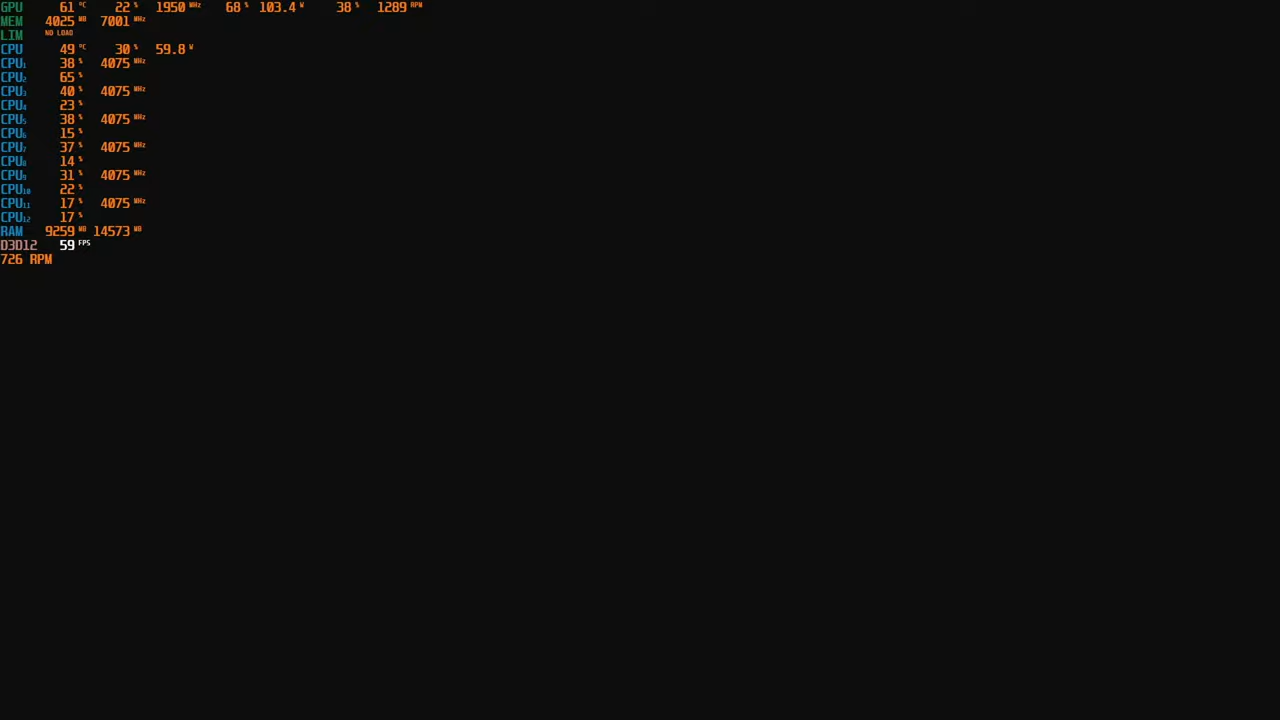 GPU 61 °C 22 % 1950 MHz 68 % 103.4 W 38 % 1289 RPM
MEM 4025 MB 7001 MHz
LIM NO LOAD
CPU 49 °C 30 % 59.8 W
CPU1 38 % 4075 MHz
CPU2 65 %
CPU3 40 % 4075 MHz
CPU4 23 %
CPU5 38 % 4075 MHz
CPU6 15 %
CPU7 37 % 4075 MHz
CPU8 14 %
CPU9 31 % 4075 MHz
CPU10 22 %
CPU11 17 % 4075 MHz
CPU12 17 %
RAM 9259 MB 14573 MB
D3D12 59 FPS
726 RPM